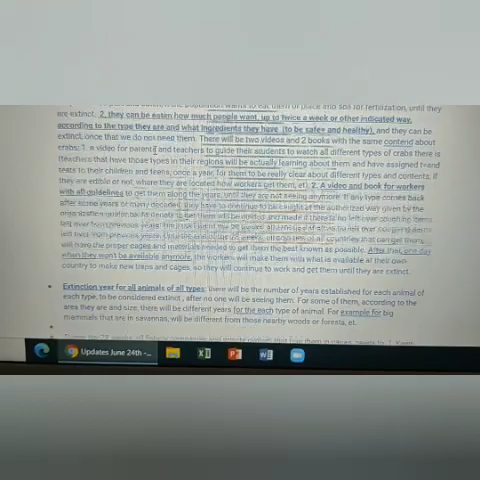 are extinct. 2. they can be eaten how much people want, up to twice a week or other indicated way,
according to the type they are and what ingredients they have (to be safe+ and healthy), and they can be
extinct, once that we do not need them. There will be two videos and 2 books with the same contend about
crabs: 1. a video for parent and teachers to guide their students to watch all different types of crabs there is
(teachers that have those types in their regions will be actually learning about them and have assigned and
tests to their children and teens, once a year, for them to be really clear about different types and contents, if
they are edible or not, where they are located how workers get them, et). 2. A video and book for workers
with all guidelines to get them along the years, until they are not seeing anymore. If any type comes back
after some years or many decades, they have to continue to be caught at the authorized way given by the
will have the proper cages and materials needed to get them the best known as possible. After that, one day
when they won't be available anymore, the workers will make them with what is available at their own
country to make new traps and cages, so they will continue to work and get them until they are extinct.
• Extinction year for all animals of all types: there will be the number of years established for each animal of
each type, to be considered extinct, after no one will be seeing them. For some of them, according to the
area they are and size, there will be different years for the each type of animal. For example for big
mammals that are in savannas, will be different from those nearby woods or forests, et.
•
Updates June 24th -...